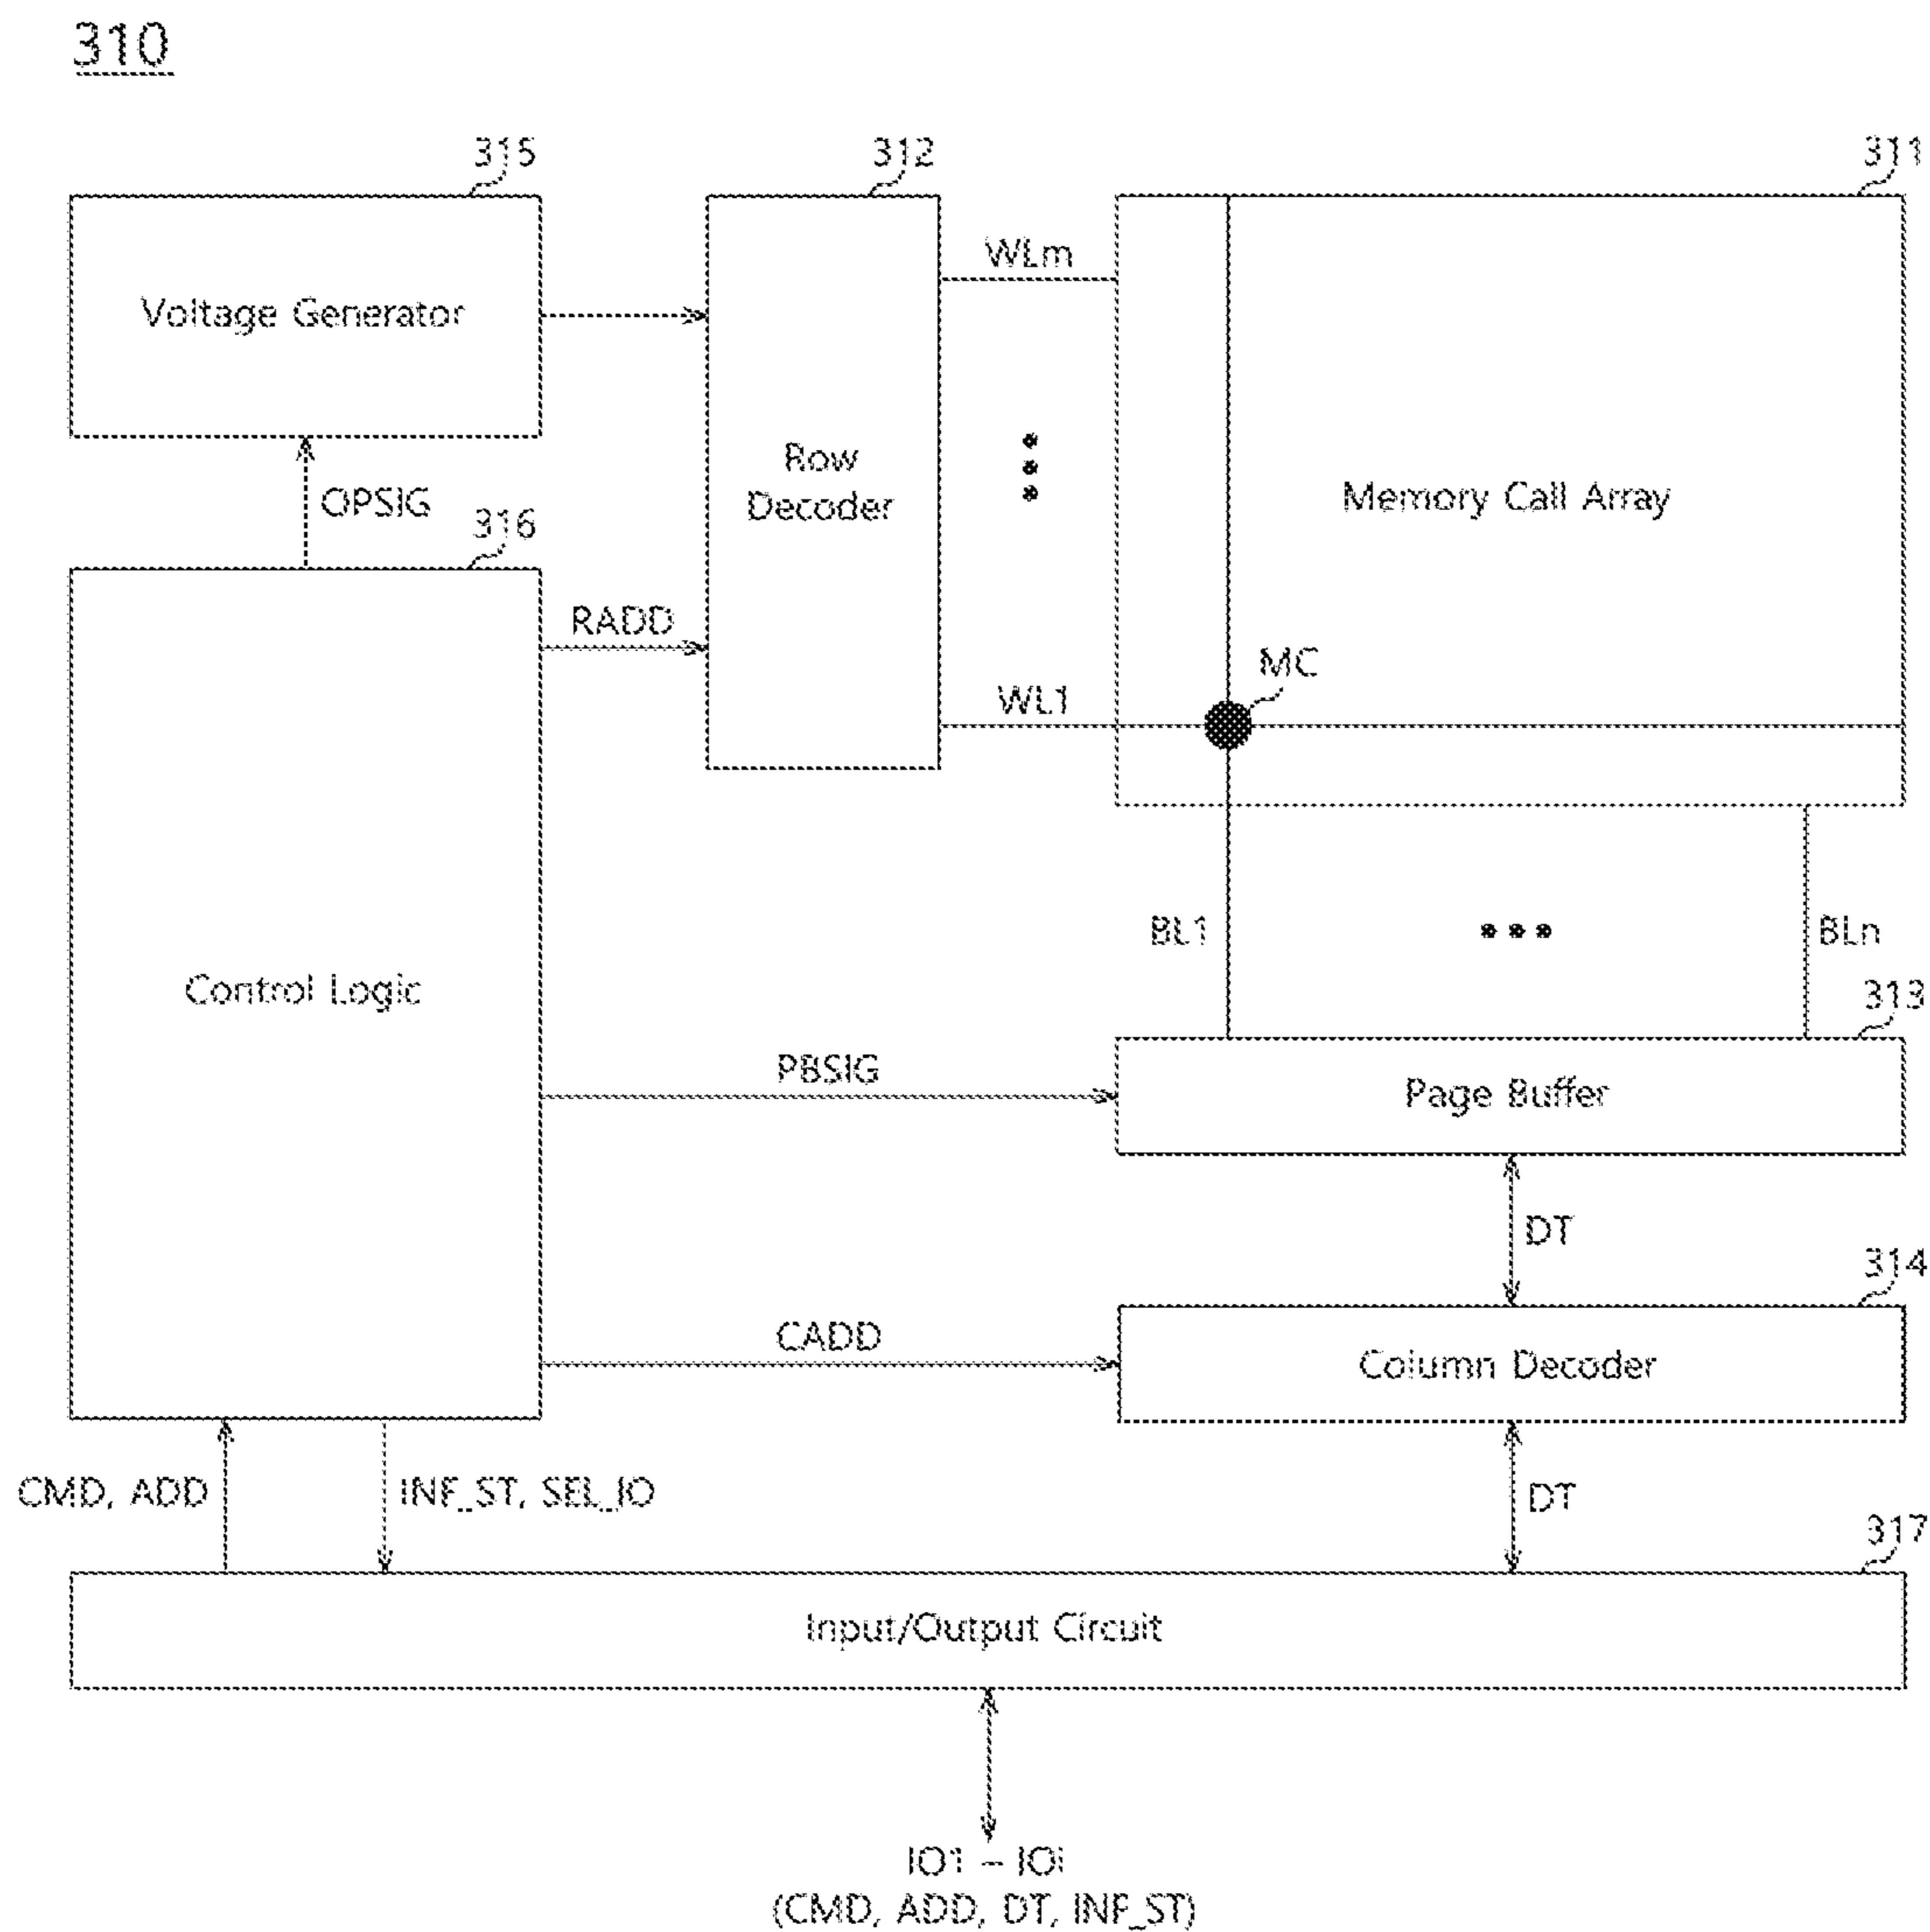 310
315
312
311
Voltage Generator
WLm
Row
Decoder
Memory Call Array
OPSIG
316
RADD
MC
WL1
Control Logic
BL1
BLn
313
PBSIG
Page Buffer
DT
314
CADD
Column Decoder
CMD, ADD
INF_ST, SEL_IO
DT
317
Input/Output Circuit
IO1 – IOi
(CMD, ADD, DT, INF_ST)